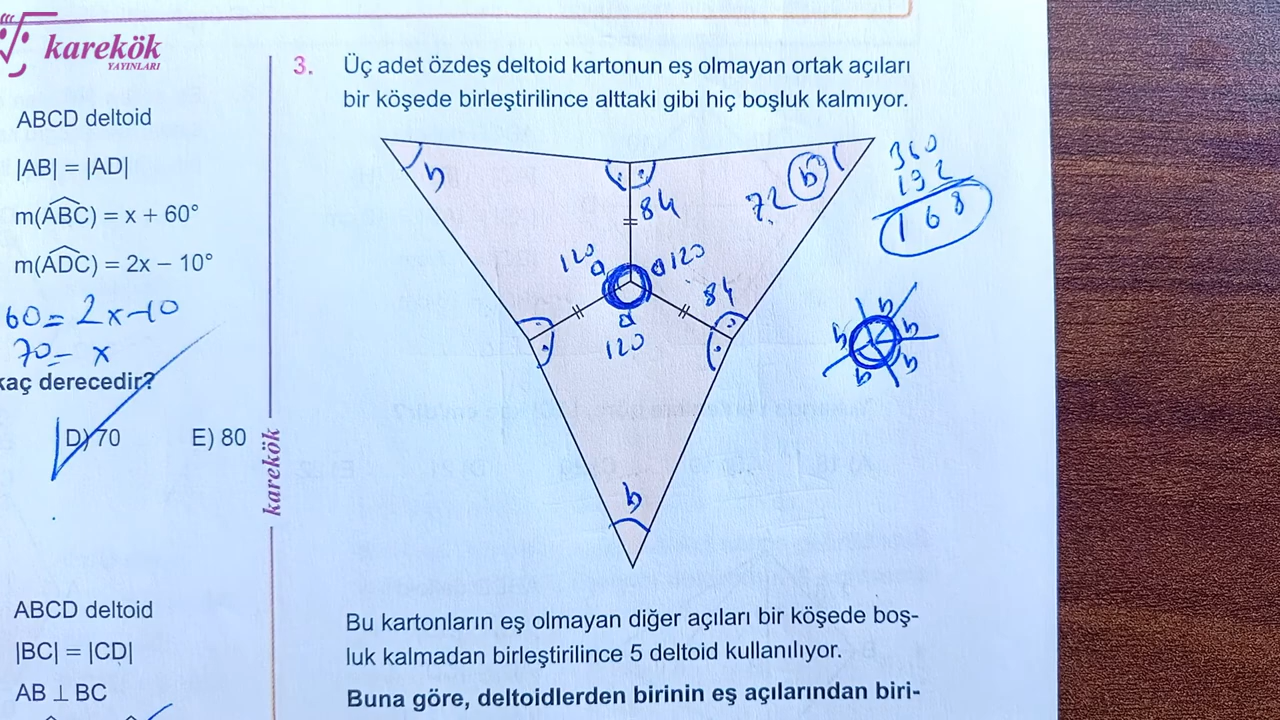 karekök
YAYINLARI
ABCD deltoid
|AB| = |AD|
m(ABC) = x + 60°
m(ADC) = 2x – 10°
60 = 2x-10
70 = x
kaç derecedir?
D) 70 E) 80
karekök
ABCD deltoid
|BC| = |CD|
AB ⊥ BC
3. Üç adet özdeş deltoid kartonun eş olmayan ortak açıları
bir köşede birleştirilince alttaki gibi hiç boşluk kalmıyor.
b
72 b
84
120
120
84
120
b
360
192
168
b
b
b
b
b
Bu kartonların eş olmayan diğer açıları bir köşede boş-
luk kalmadan birleştirilince 5 deltoid kullanılıyor.
Buna göre, deltoidlerden birinin eş açılarından biri-